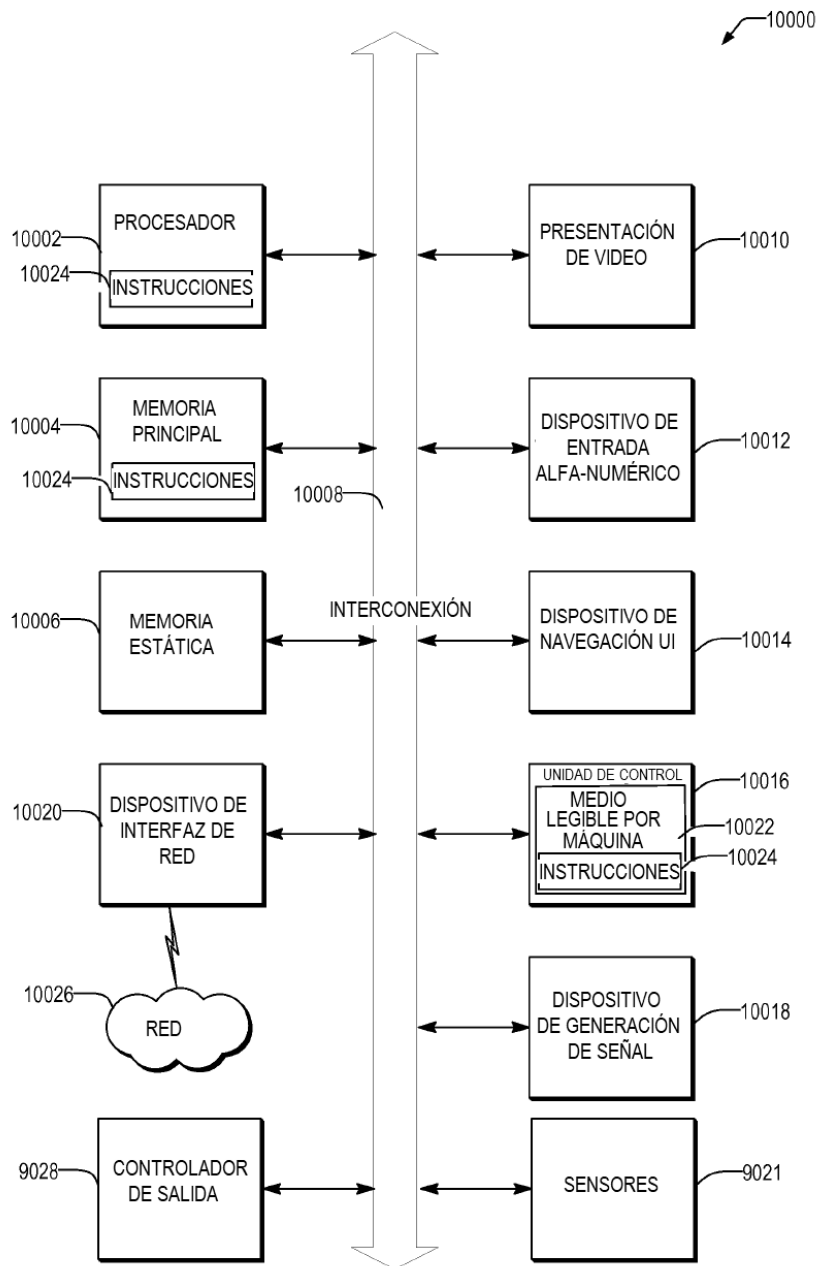 10000
10002
PROCESADOR
10024
INSTRUCCIONES
PRESENTACIÓN
DE VIDEO
10010
10004
MEMORIA
PRINCIPAL
10024
INSTRUCCIONES
10008
DISPOSITIVO DE
ENTRADA
ALFA-NUMÉRICO
10012
10006
MEMORIA
ESTÁTICA
INTERCONEXIÓN
DISPOSITIVO DE
NAVEGACIÓN UI
10014
10020
DISPOSITIVO DE
INTERFAZ DE
RED
UNIDAD DE CONTROL
10016
MEDIO
LEGIBLE POR
MÁQUINA
10022
INSTRUCCIONES
10024
10026
RED
DISPOSITIVO
DE GENERACIÓN
DE SEÑAL
10018
9028
CONTROLADOR
DE SALIDA
SENSORES
9021